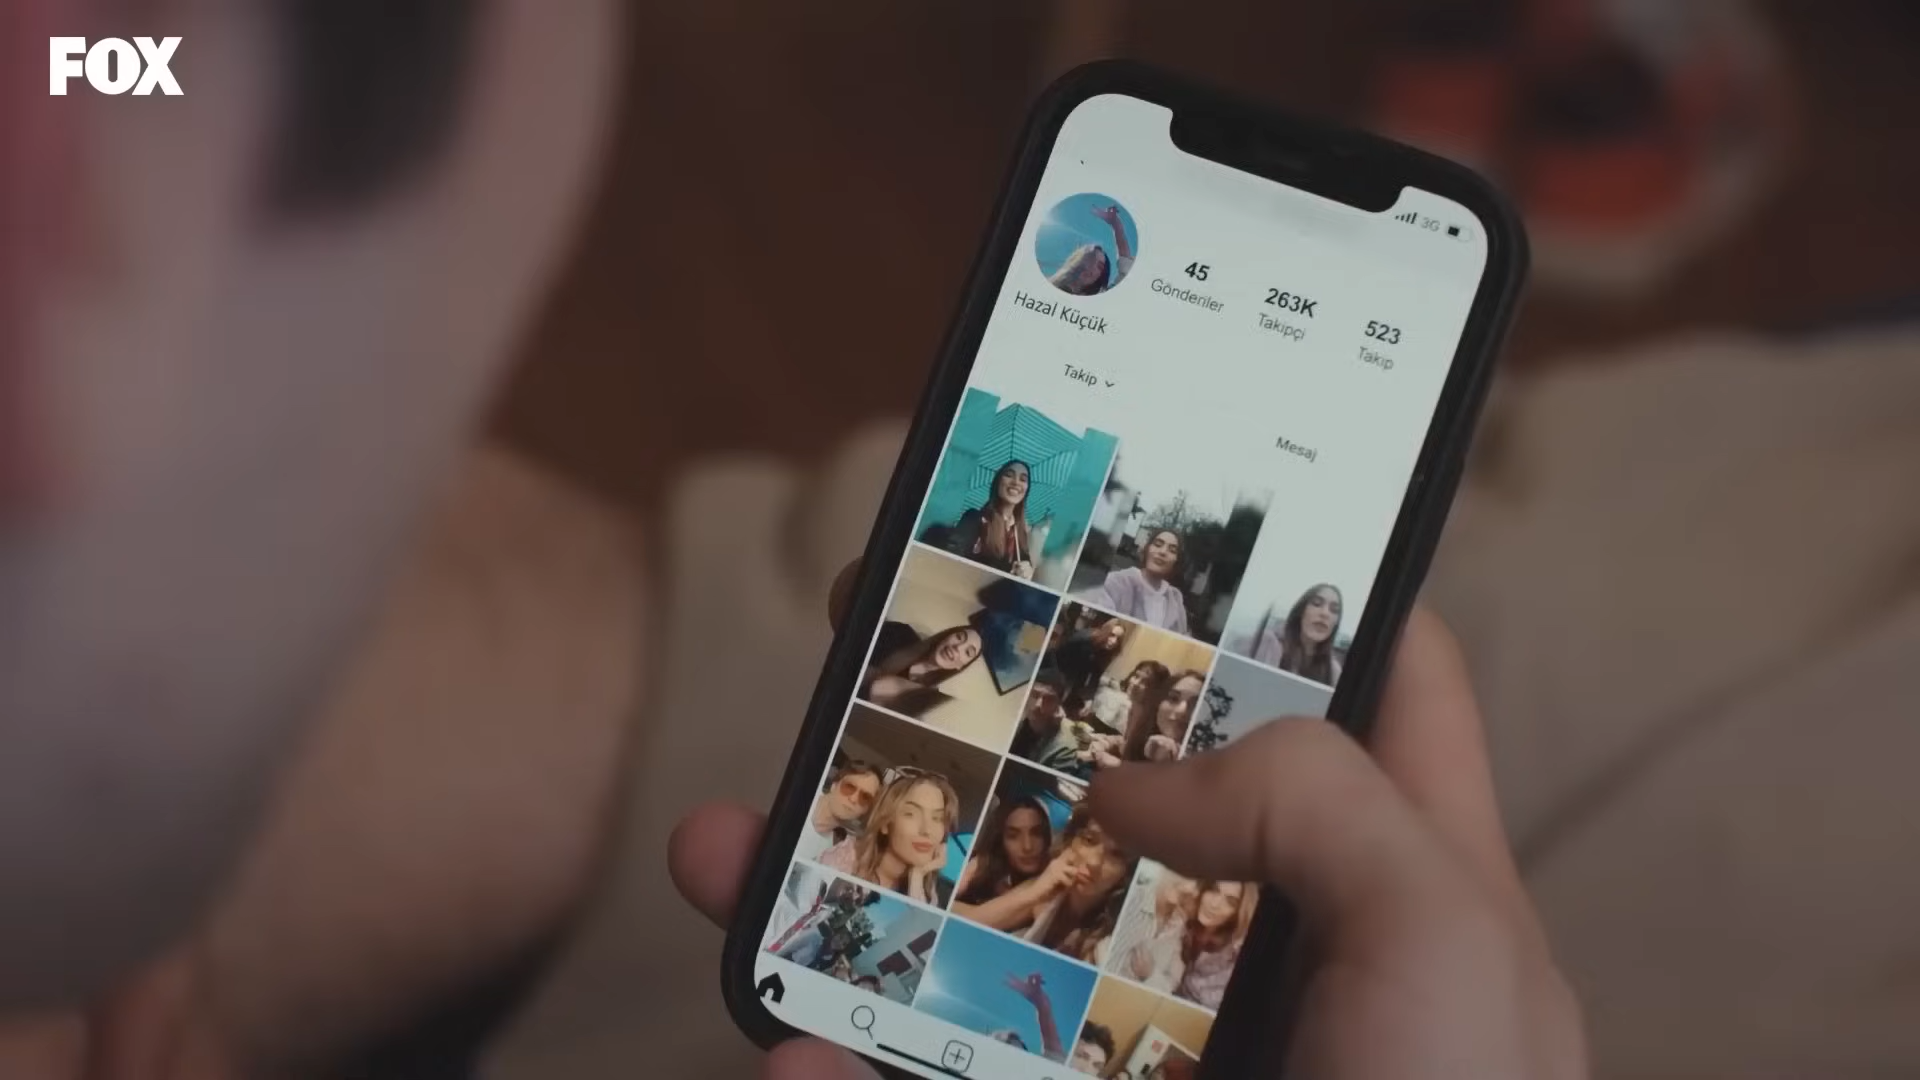 FOX
3G
45
Gönderiler
263K
Takipçi
523
Takip
Hazal Küçük
Takip
Mesaj